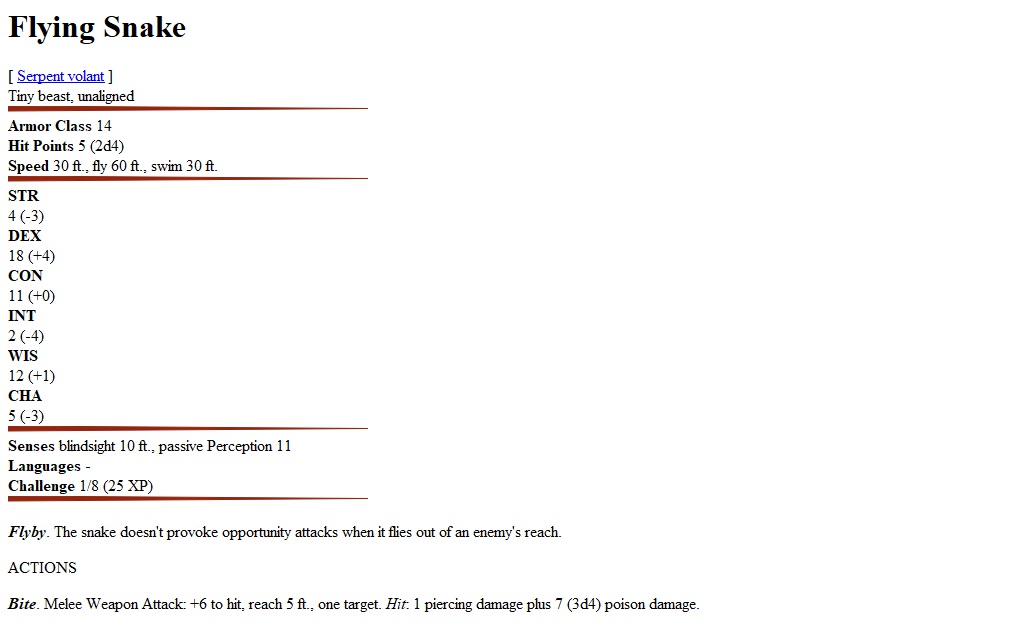 Flying Snake
[ Serpent volant ]
Tiny beast, unaligned
Armor Class 14
Hit Points 5 (2d4)
Speed 30 ft., fly 60 ft., swim 30 ft.
STR
4 (-3)
DEX
18 (+4)
CON
11 (+0)
INT
2 (-4)
WIS
12 (+1)
CHA
5 (-3)
Senses blindsight 10 ft., passive Perception 11
Languages -
Challenge 1/8 (25 XP)
Flyby. The snake doesn't provoke opportunity attacks when it flies out of an enemy's reach.
ACTIONS
Bite. Melee Weapon Attack: +6 to hit, reach 5 ft., one target. Hit: 1 piercing damage plus 7 (3d4) poison damage.